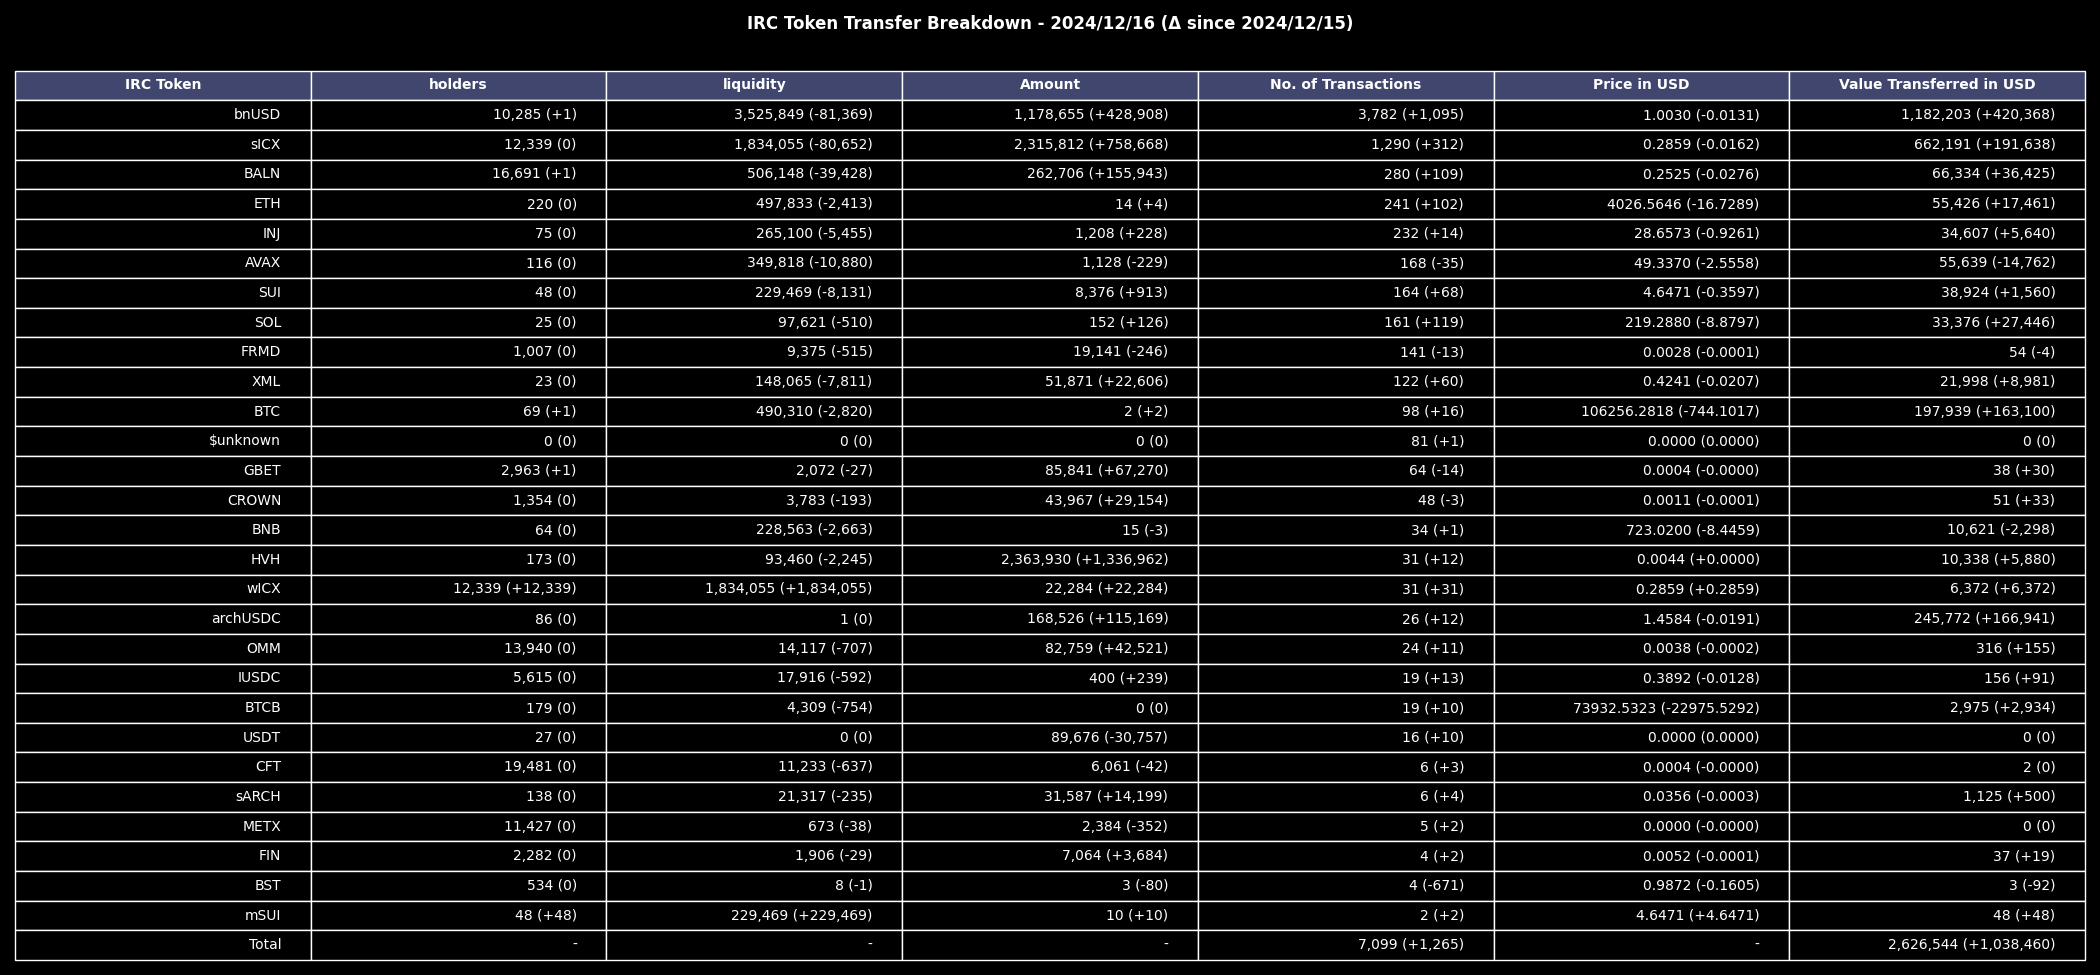 IRC Token Transfer Breakdown - 2024/12/16 (Δ since 2024/12/15)
IRC Token holders liquidity Amount No. of Transactions Price in USD Value Transferred in USD
bnUSD 10,285 (+1) 3,525,849 (-81,369) 1,178,655 (+428,908) 3,782 (+1,095) 1.0030 (-0.0131) 1,182,203 (+420,368)
sICX 12,339 (0) 1,834,055 (-80,652) 2,315,812 (+758,668) 1,290 (+312) 0.2859 (-0.0162) 662,191 (+191,638)
BALN 16,691 (+1) 506,148 (-39,428) 262,706 (+155,943) 280 (+109) 0.2525 (-0.0276) 66,334 (+36,425)
ETH 220 (0) 497,833 (-2,413) 14 (+4) 241 (+102) 4026.5646 (-16.7289) 55,426 (+17,461)
INJ 75 (0) 265,100 (-5,455) 1,208 (+228) 232 (+14) 28.6573 (-0.9261) 34,607 (+5,640)
AVAX 116 (0) 349,818 (-10,880) 1,128 (-229) 168 (-35) 49.3370 (-2.5558) 55,639 (-14,762)
SUI 48 (0) 229,469 (-8,131) 8,376 (+913) 164 (+68) 4.6471 (-0.3597) 38,924 (+1,560)
SOL 25 (0) 97,621 (-510) 152 (+126) 161 (+119) 219.2880 (-8.8797) 33,376 (+27,446)
FRMD 1,007 (0) 9,375 (-515) 19,141 (-246) 141 (-13) 0.0028 (-0.0001) 54 (-4)
XML 23 (0) 148,065 (-7,811) 51,871 (+22,606) 122 (+60) 0.4241 (-0.0207) 21,998 (+8,981)
BTC 69 (+1) 490,310 (-2,820) 2 (+2) 98 (+16) 106256.2818 (-744.1017) 197,939 (+163,100)
$unknown 0 (0) 0 (0) 0 (0) 81 (+1) 0.0000 (0.0000) 0 (0)
GBET 2,963 (+1) 2,072 (-27) 85,841 (+67,270) 64 (-14) 0.0004 (-0.0000) 38 (+30)
CROWN 1,354 (0) 3,783 (-193) 43,967 (+29,154) 48 (-3) 0.0011 (-0.0001) 51 (+33)
BNB 64 (0) 228,563 (-2,663) 15 (-3) 34 (+1) 723.0200 (-8.4459) 10,621 (-2,298)
HVH 173 (0) 93,460 (-2,245) 2,363,930 (+1,336,962) 31 (+12) 0.0044 (+0.0000) 10,338 (+5,880)
wICX 12,339 (+12,339) 1,834,055 (+1,834,055) 22,284 (+22,284) 31 (+31) 0.2859 (+0.2859) 6,372 (+6,372)
archUSDC 86 (0) 1 (0) 168,526 (+115,169) 26 (+12) 1.4584 (-0.0191) 245,772 (+166,941)
OMM 13,940 (0) 14,117 (-707) 82,759 (+42,521) 24 (+11) 0.0038 (-0.0002) 316 (+155)
IUSDC 5,615 (0) 17,916 (-592) 400 (+239) 19 (+13) 0.3892 (-0.0128) 156 (+91)
BTCB 179 (0) 4,309 (-754) 0 (0) 19 (+10) 73932.5323 (-22975.5292) 2,975 (+2,934)
USDT 27 (0) 0 (0) 89,676 (-30,757) 16 (+10) 0.0000 (0.0000) 0 (0)
CFT 19,481 (0) 11,233 (-637) 6,061 (-42) 6 (+3) 0.0004 (-0.0000) 2 (0)
sARCH 138 (0) 21,317 (-235) 31,587 (+14,199) 6 (+4) 0.0356 (-0.0003) 1,125 (+500)
METX 11,427 (0) 673 (-38) 2,384 (-352) 5 (+2) 0.0000 (-0.0000) 0 (0)
FIN 2,282 (0) 1,906 (-29) 7,064 (+3,684) 4 (+2) 0.0052 (-0.0001) 37 (+19)
BST 534 (0) 8 (-1) 3 (-80) 4 (-671) 0.9872 (-0.1605) 3 (-92)
mSUI 48 (+48) 229,469 (+229,469) 10 (+10) 2 (+2) 4.6471 (+4.6471) 48 (+48)
Total - - - 7,099 (+1,265) - 2,626,544 (+1,038,460)